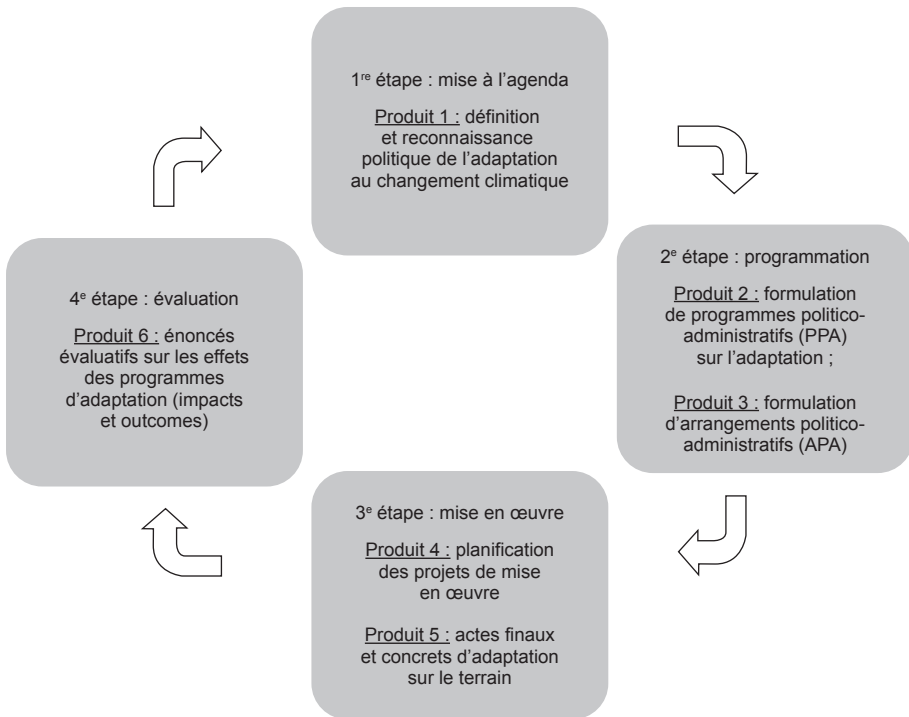 1re étape : mise à l’agenda
Produit 1 : définition
et reconnaissance
politique de l’adaptation
au changement climatique
2e étape : programmation
Produit 2 : formulation
de programmes politico-
administratifs (PPA)
sur l’adaptation ;
Produit 3 : formulation
d’arrangements politico-
administratifs (APA)
3e étape : mise en œuvre
Produit 4 : planification
des projets de mise
en œuvre
Produit 5 : actes finaux
et concrets d’adaptation
sur le terrain
4e étape : évaluation
Produit 6 : énoncés
évaluatifs sur les effets
des programmes
d’adaptation (impacts
et outcomes)